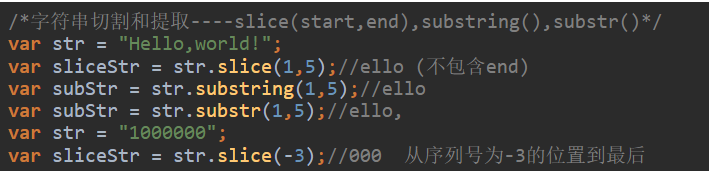 /*字符串切割和提取----slice(start,end),substring(),substr()*/
var str = "Hello,world!";
var sliceStr = str.slice(1,5);//ello (不包含end)
var subStr = str.substring(1,5);//ello
var subStr = str.substr(1,5);//ello,
var str = "1000000";
var sliceStr = str.slice(-3);//000  从序列号为-3的位置到最后